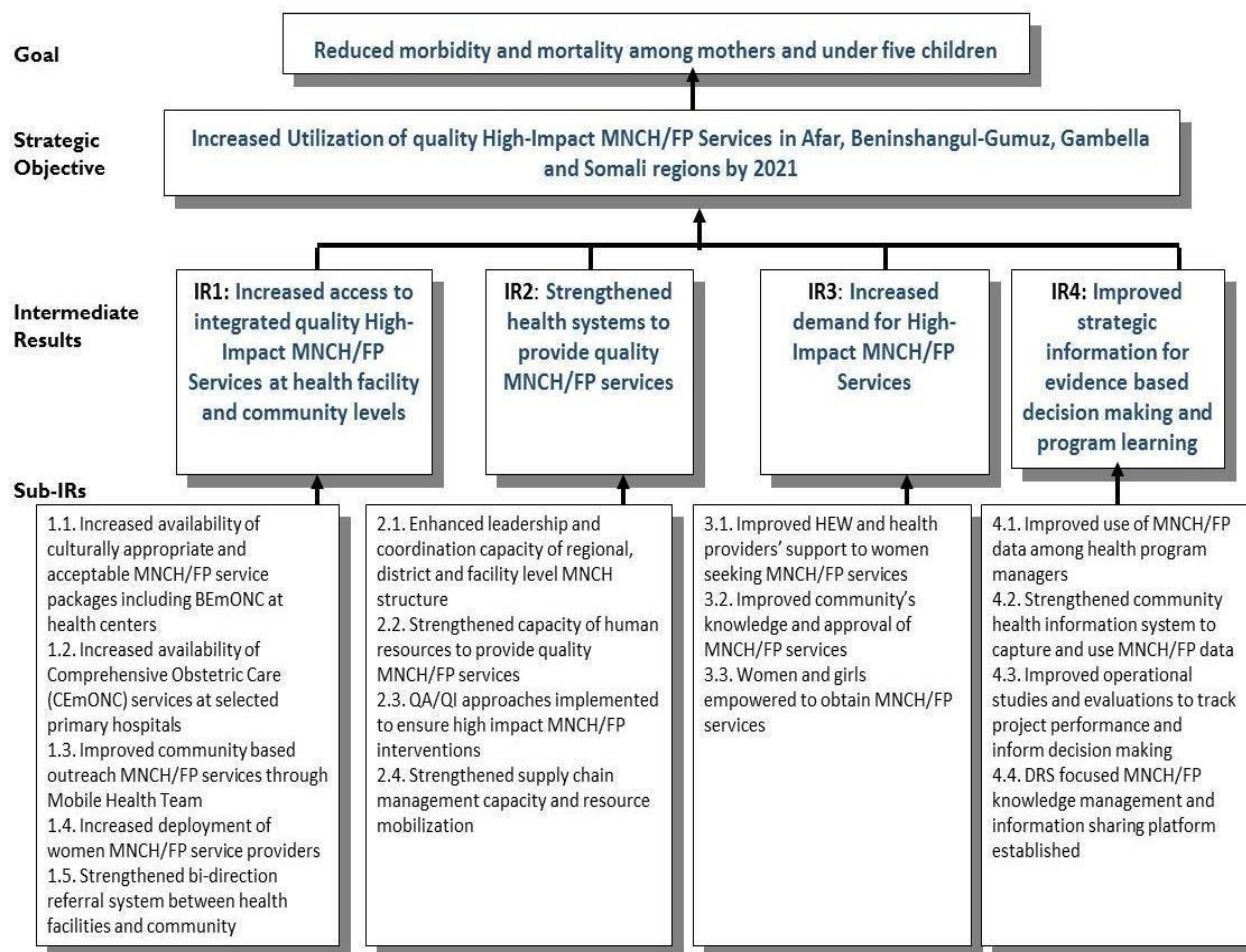 Goal
Reduced morbidity and mortality among mothers and under five children
Strategic
Objective
Increased Utilization of quality High-Impact MNCH/FP Services in Afar, Beninshangul-Gumuz, Gambella
and Somali regions by 2021
Intermediate
Results
IR1: Increased access to
integrated quality High-
Impact MNCH/FP
Services at health facility
and community levels
IR2: Strengthened
health systems to
provide quality
MNCH/FP services
IR3: Increased
demand for High-
Impact MNCH/FP
Services
IR4: Improved
strategic
information for
evidence based
decision making and
program learning
Sub-IRs
1.1. Increased availability of
culturally appropriate and
acceptable MNCH/FP service
packages including BEmONC at
health centers
1.2. Increased availability of
Comprehensive Obstetric Care
(CEmONC) services at selected
primary hospitals
1.3. Improved community based
outreach MNCH/FP services through
Mobile Health Team
1.4. Increased deployment of
women MNCH/FP service providers
1.5. Strengthened bi-direction
referral system between health
facilities and community
2.1. Enhanced leadership and
coordination capacity of regional,
district and facility level MNCH
structure
2.2. Strengthened capacity of human
resources to provide quality
MNCH/FP services
2.3. QA/QI approaches implemented
to ensure high impact MNCH/FP
interventions
2.4. Strengthened supply chain
management capacity and resource
mobilization
3.1. Improved HEW and health
providers’ support to women
seeking MNCH/FP services
3.2. Improved community’s
knowledge and approval of
MNCH/FP services
3.3. Women and girls
empowered to obtain MNCH/FP
services
4.1. Improved use of MNCH/FP
data among health program
managers
4.2. Strengthened community
health information system to
capture and use MNCH/FP data
4.3. Improved operational
studies and evaluations to track
project performance and
inform decision making
4.4. DRS focused MNCH/FP
knowledge management and
information sharing platform
established